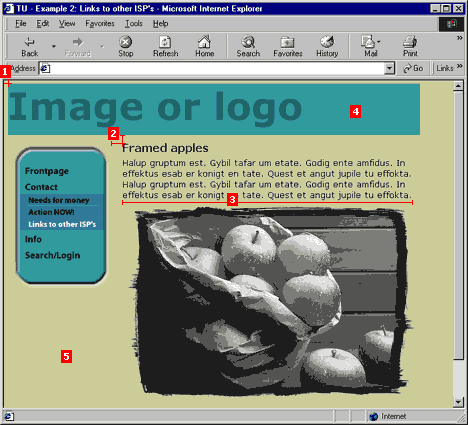 TU - Example 2: Links to other ISP's - Microsoft Internet Explorer
File Edit View Favorites Tools Help
Back Forward Stop Refresh Home Search Favorites History Mail Print
Address Go Links »
1
Image or logo
4
2
Framed apples
Halup gruptum est. Gybil tafar um etate. Godig ente amfidus. In
effektus esab er konigt en tate. Quest et angut jupile tu effokta.
Halup gruptum est. Gybil tafar um etate. Godig ente amfidus. In
effektus esab er konigt en tate. Quest et angut jupile tu effokta.
3
Frontpage
Contact
Needs for money
Action NOW!
Links to other ISP's
Info
Search/Login
5
Internet